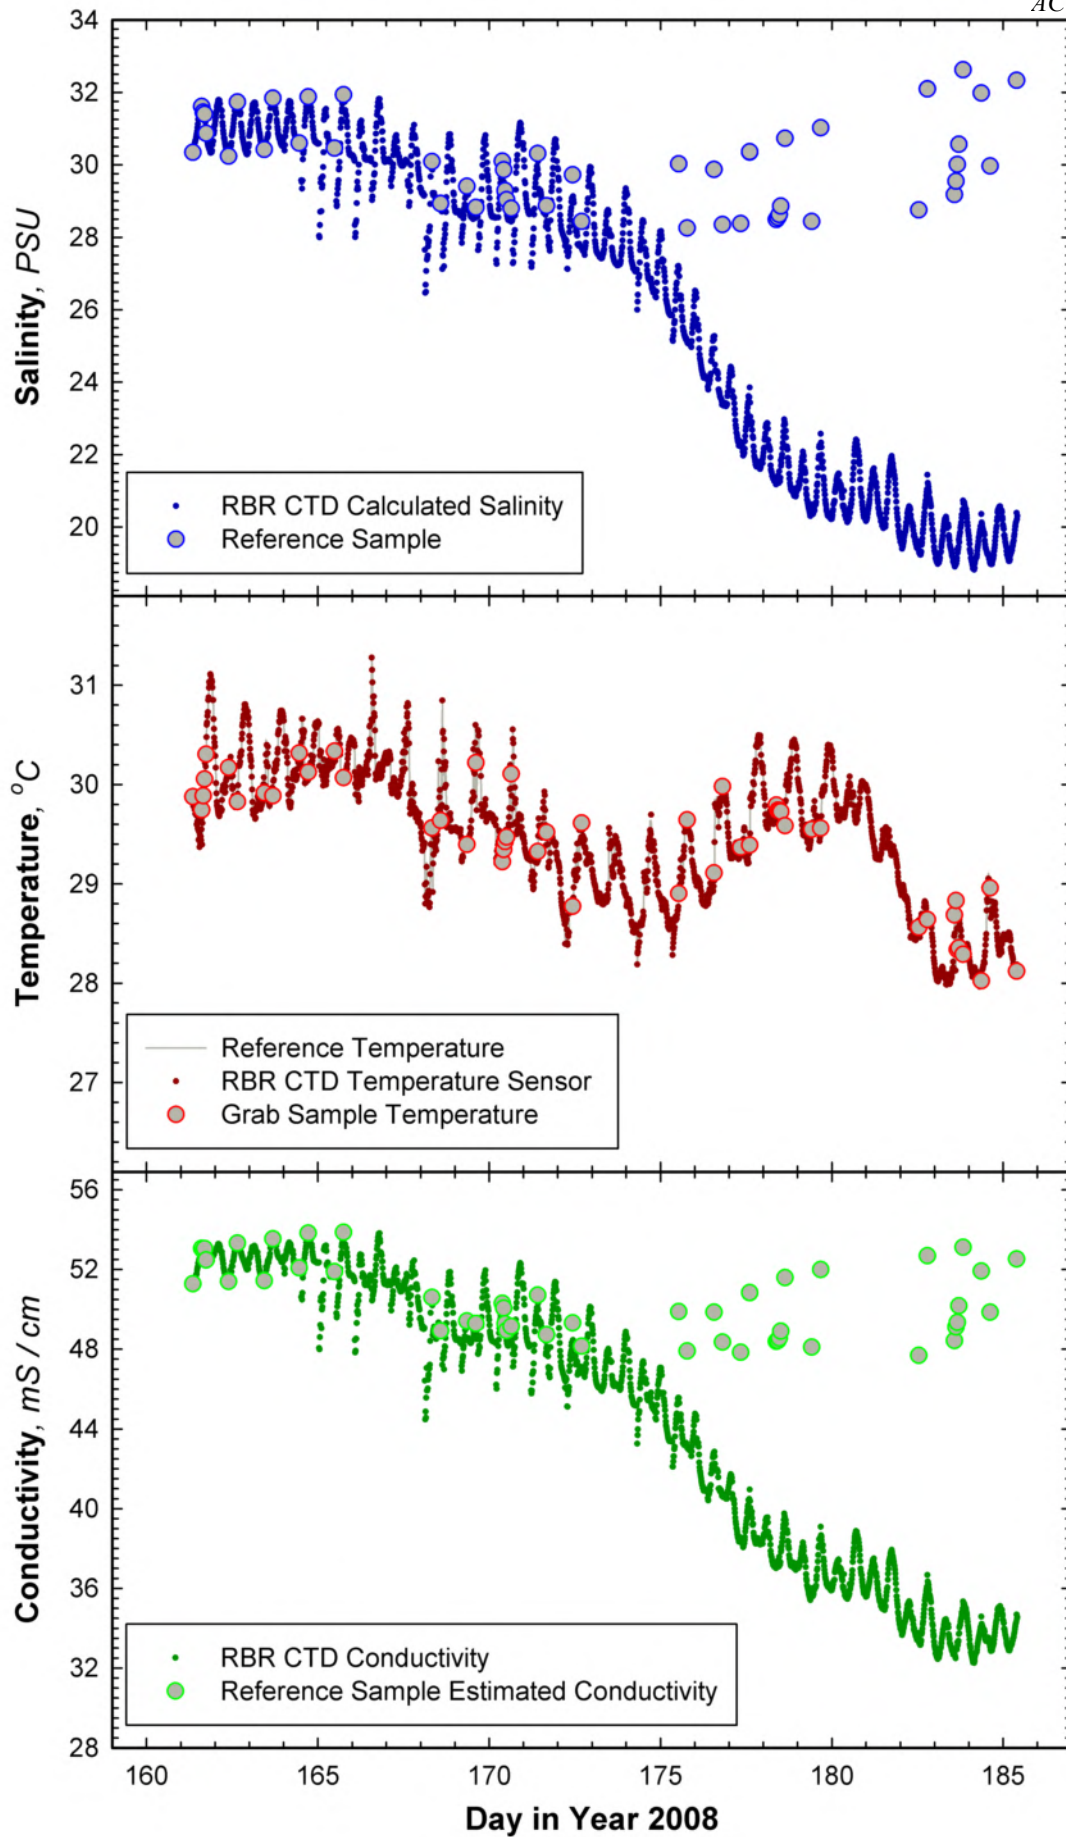 AC
34
32
30
28
26
24
22
20
Salinity, PSU
RBR CTD Calculated Salinity
Reference Sample
31
30
29
28
27
Temperature, °C
Reference Temperature
RBR CTD Temperature Sensor
Grab Sample Temperature
56
52
48
44
40
36
32
28
Conductivity, mS / cm
RBR CTD Conductivity
Reference Sample Estimated Conductivity
160 165 170 175 180 185
Day in Year 2008